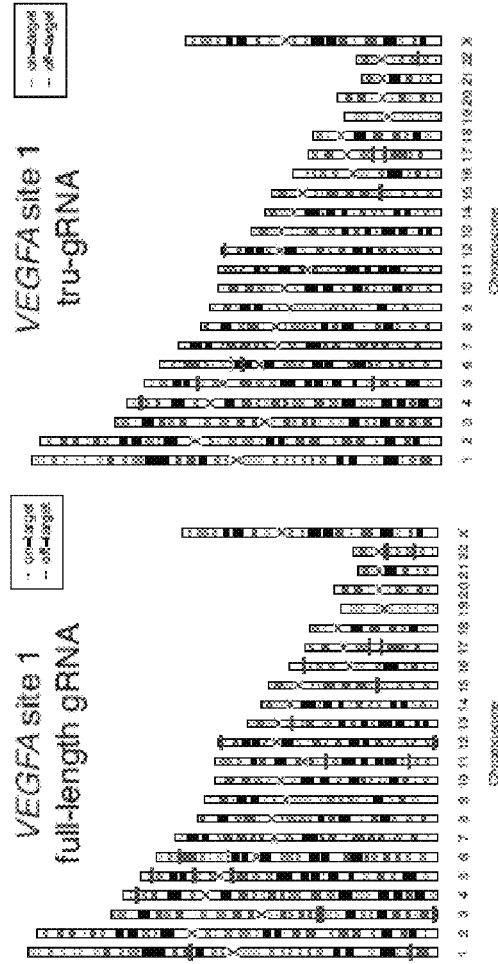 VEGFA site 1
full-length gRNA
on-target
off-target
1 2 3 4 5 6 7 8 9 10 11 12 13 14 15 16 17 18 19 20 21 22 X
Chromosome
VEGFA site 1
tru-gRNA
on-target
off-target
1 2 3 4 5 6 7 8 9 10 11 12 13 14 15 16 17 18 19 20 21 22 X
Chromosome